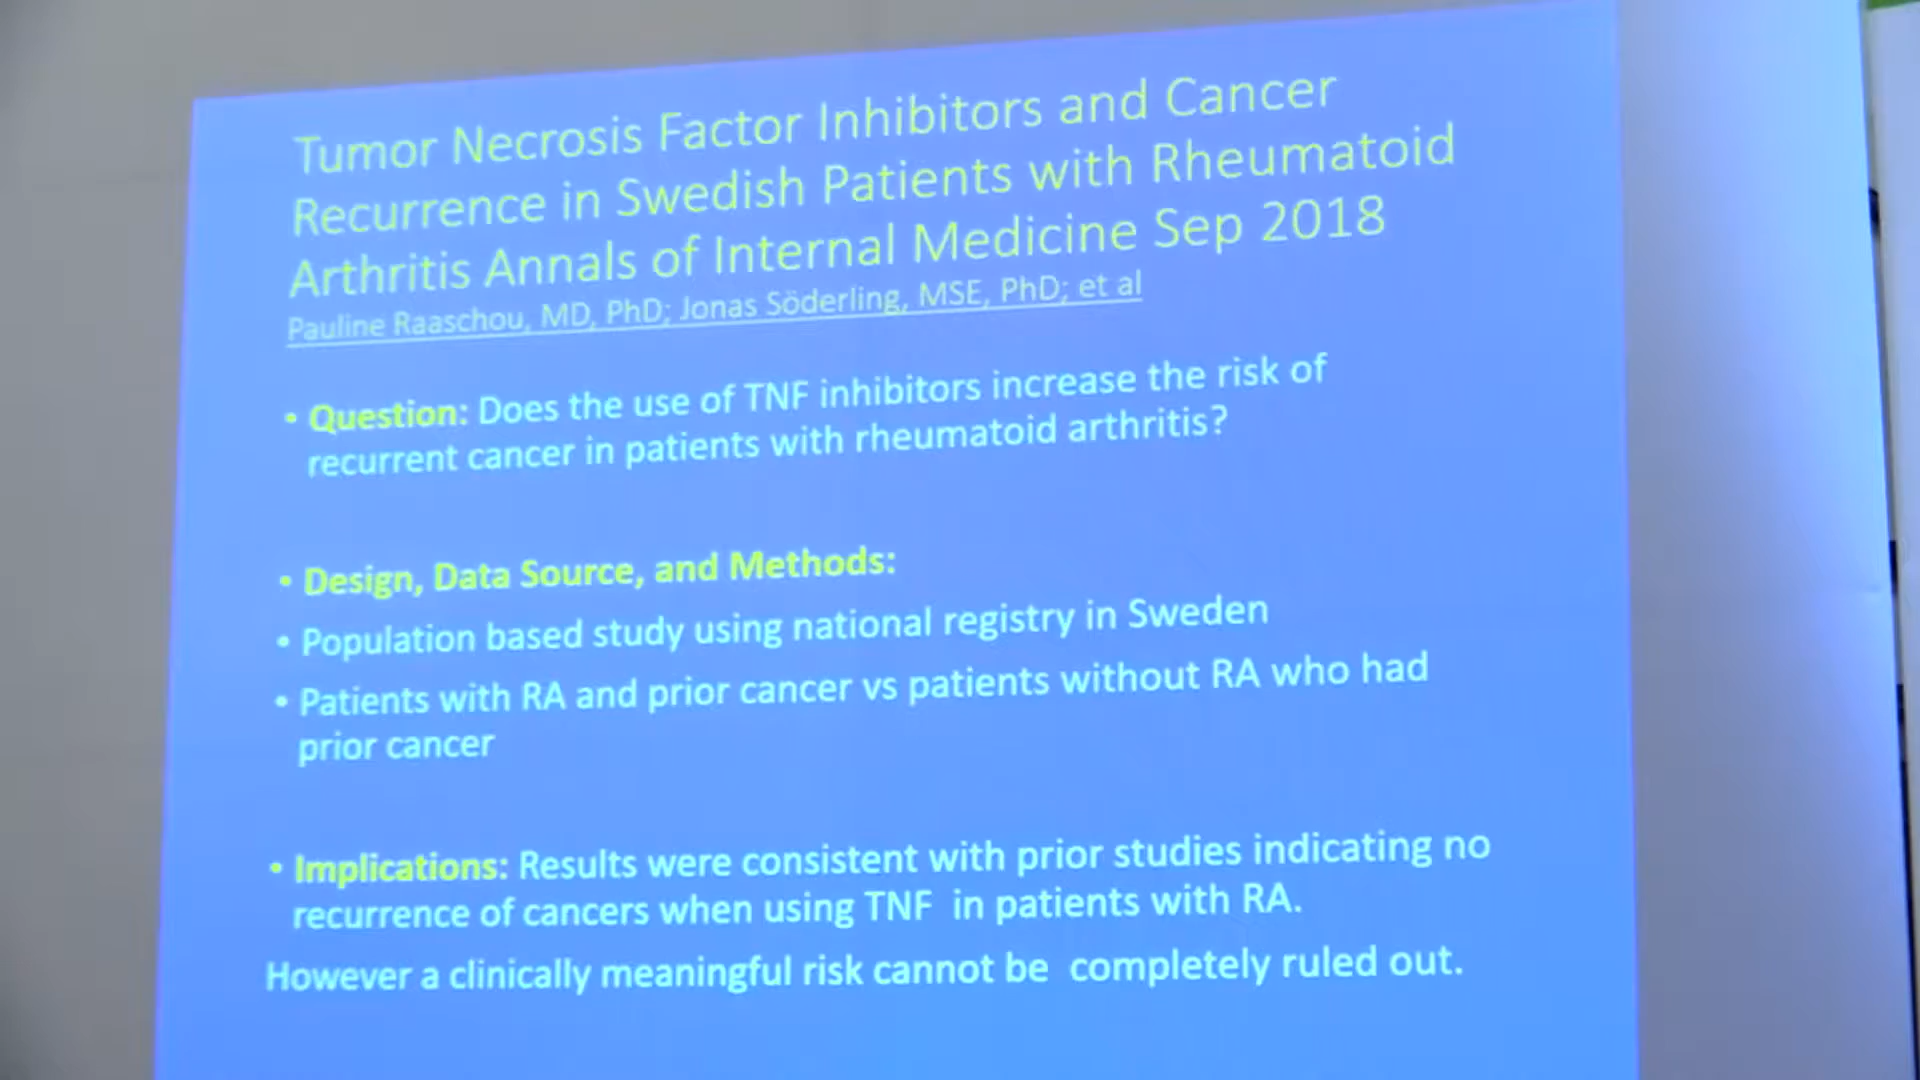 Tumor Necrosis Factor Inhibitors and Cancer
Recurrence in Swedish Patients with Rheumatoid
Arthritis Annals of Internal Medicine Sep 2018
Pauline Raaschou, MD, PhD; Jonas Söderling, MSE, PhD; et al
• Question: Does the use of TNF inhibitors increase the risk of
recurrent cancer in patients with rheumatoid arthritis?
• Design, Data Source, and Methods:
• Population based study using national registry in Sweden
• Patients with RA and prior cancer vs patients without RA who had
prior cancer
• Implications: Results were consistent with prior studies indicating no
recurrence of cancers when using TNF  in patients with RA.
However a clinically meaningful risk cannot be  completely ruled out.